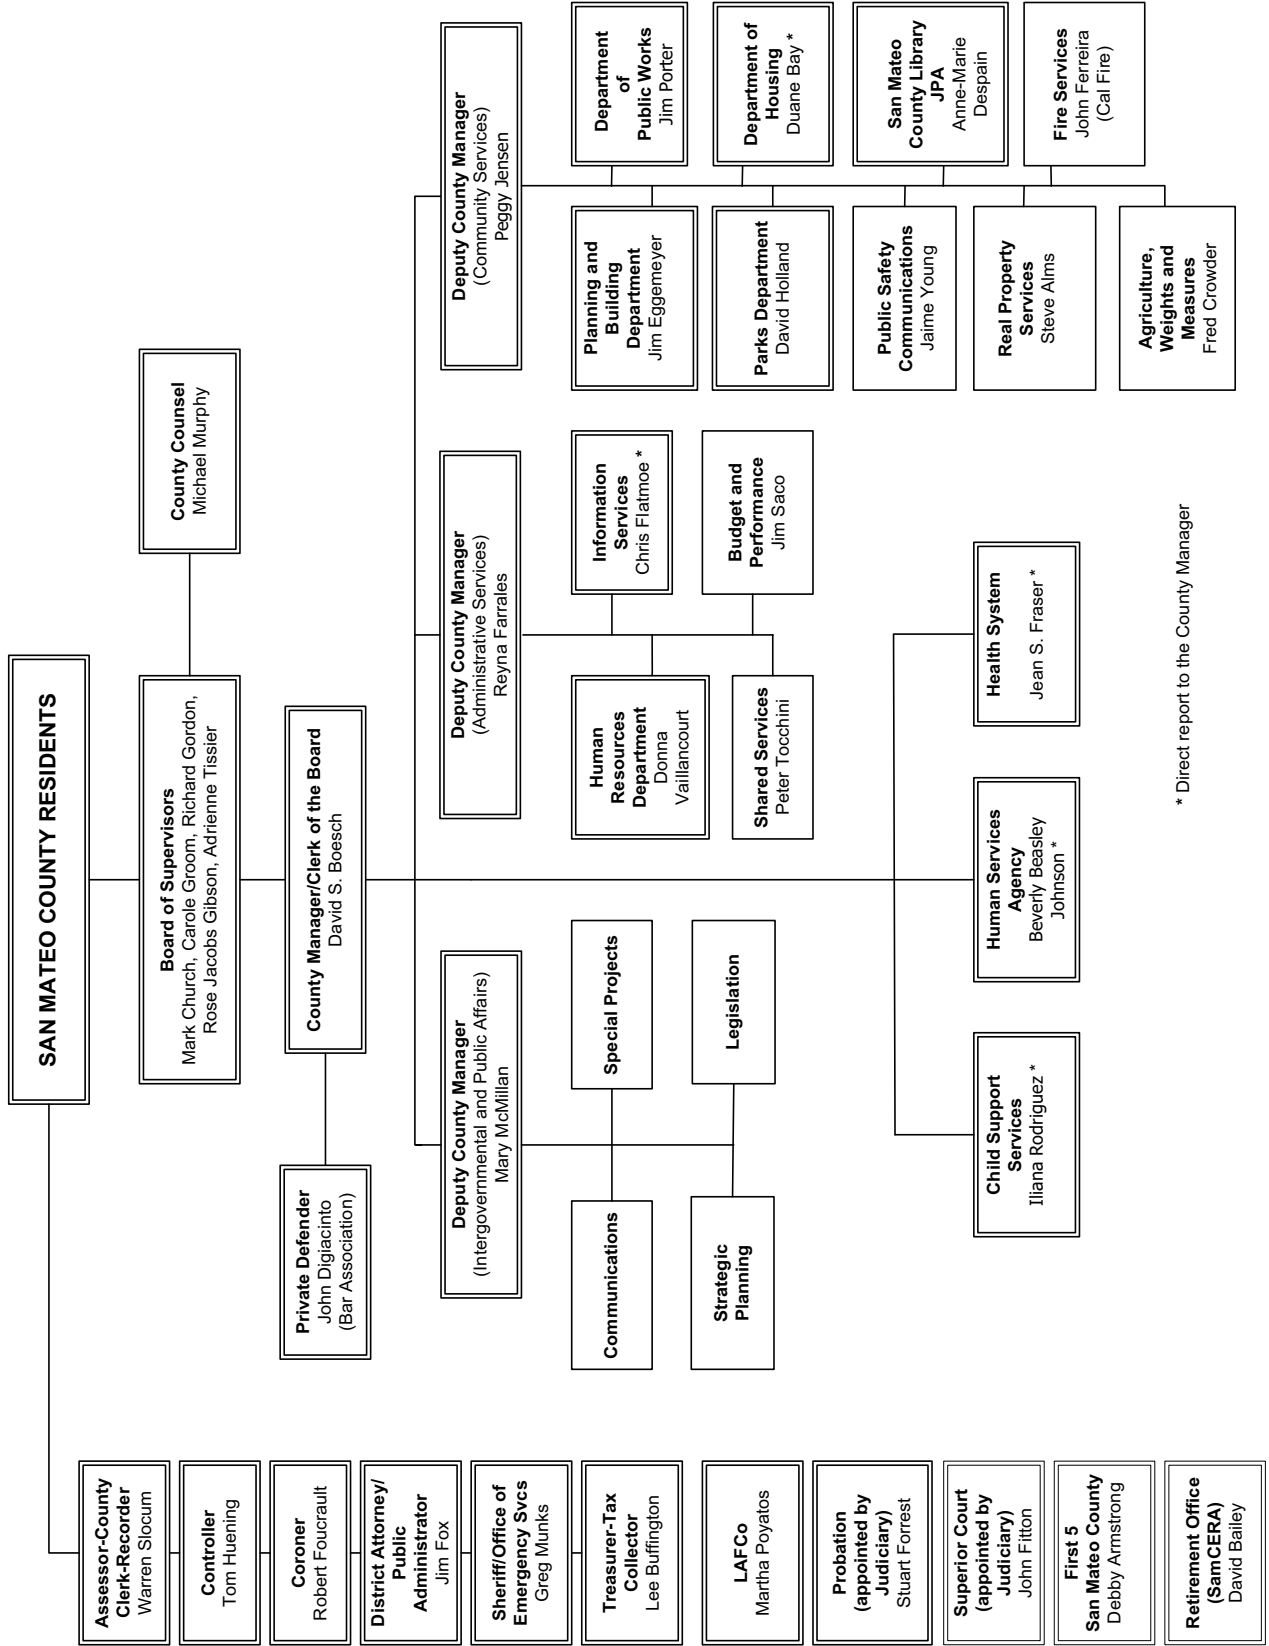 SAN MATEO COUNTY RESIDENTS
Board of Supervisors
Mark Church, Carole Groom, Richard Gordon,
Rose Jacobs Gibson, Adrienne Tissier
County Counsel
Michael Murphy
County Manager/Clerk of the Board
David S. Boesch
Private Defender
John Digiacinto
(Bar Association)
Assessor-County
Clerk-Recorder
Warren Slocum
Controller
Tom Huening
Coroner
Robert Foucrault
District Attorney/
Public
Administrator
Jim Fox
Sheriff/Office of
Emergency Svcs
Greg Munks
Treasurer-Tax
Collector
Lee Buffington
LAFCo
Martha Poyatos
Probation
(appointed by
Judiciary)
Stuart Forrest
Superior Court
(appointed by
Judiciary)
John Fitton
First 5
San Mateo County
Debby Armstrong
Retirement Office
(SamCERA)
David Bailey
Deputy County Manager
(Intergovernmental and Public Affairs)
Mary McMillan
Communications
Special Projects
Strategic
Planning
Legislation
Deputy County Manager
(Administrative Services)
Reyna Farrales
Human
Resources
Department
Donna
Vaillancourt
Information
Services
Chris Flatmoe *
Shared Services
Peter Tocchini
Budget and
Performance
Jim Saco
Deputy County Manager
(Community Services)
Peggy Jensen
Planning and
Building
Department
Jim Eggemeyer
Department
of
Public Works
Jim Porter
Parks Department
David Holland
Department of
Housing
Duane Bay *
Public Safety
Communications
Jaime Young
San Mateo
County Library
JPA
Anne-Marie
Despain
Real Property
Services
Steve Alms
Fire Services
John Ferreira
(Cal Fire)
Agriculture,
Weights and
Measures
Fred Crowder
Child Support
Services
Iliana Rodriguez *
Human Services
Agency
Beverly Beasley
Johnson *
Health System
Jean S. Fraser *
* Direct report to the County Manager